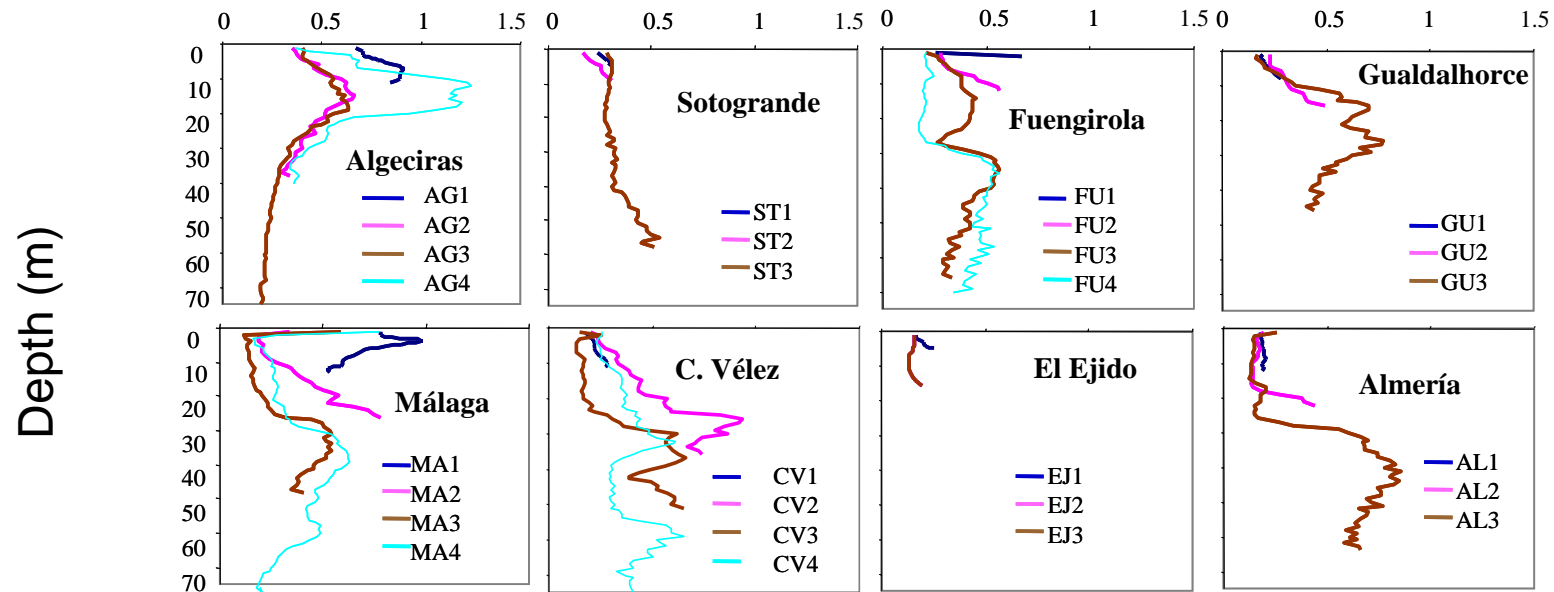 0 0.5 1 1.5
0 0.5 1 1.5
0 0.5 1 1.5
0 0.5 1 1.5
Depth (m)
0
10
20
30
40
50
60
70
Algeciras
AG1
AG2
AG3
AG4
Sotogrande
ST1
ST2
ST3
Fuengirola
FU1
FU2
FU3
FU4
Gualdalhorce
GU1
GU2
GU3
0
10
20
30
40
50
60
70
Málaga
MA1
MA2
MA3
MA4
C. Vélez
CV1
CV2
CV3
CV4
El Ejido
EJ1
EJ2
EJ3
Almería
AL1
AL2
AL3